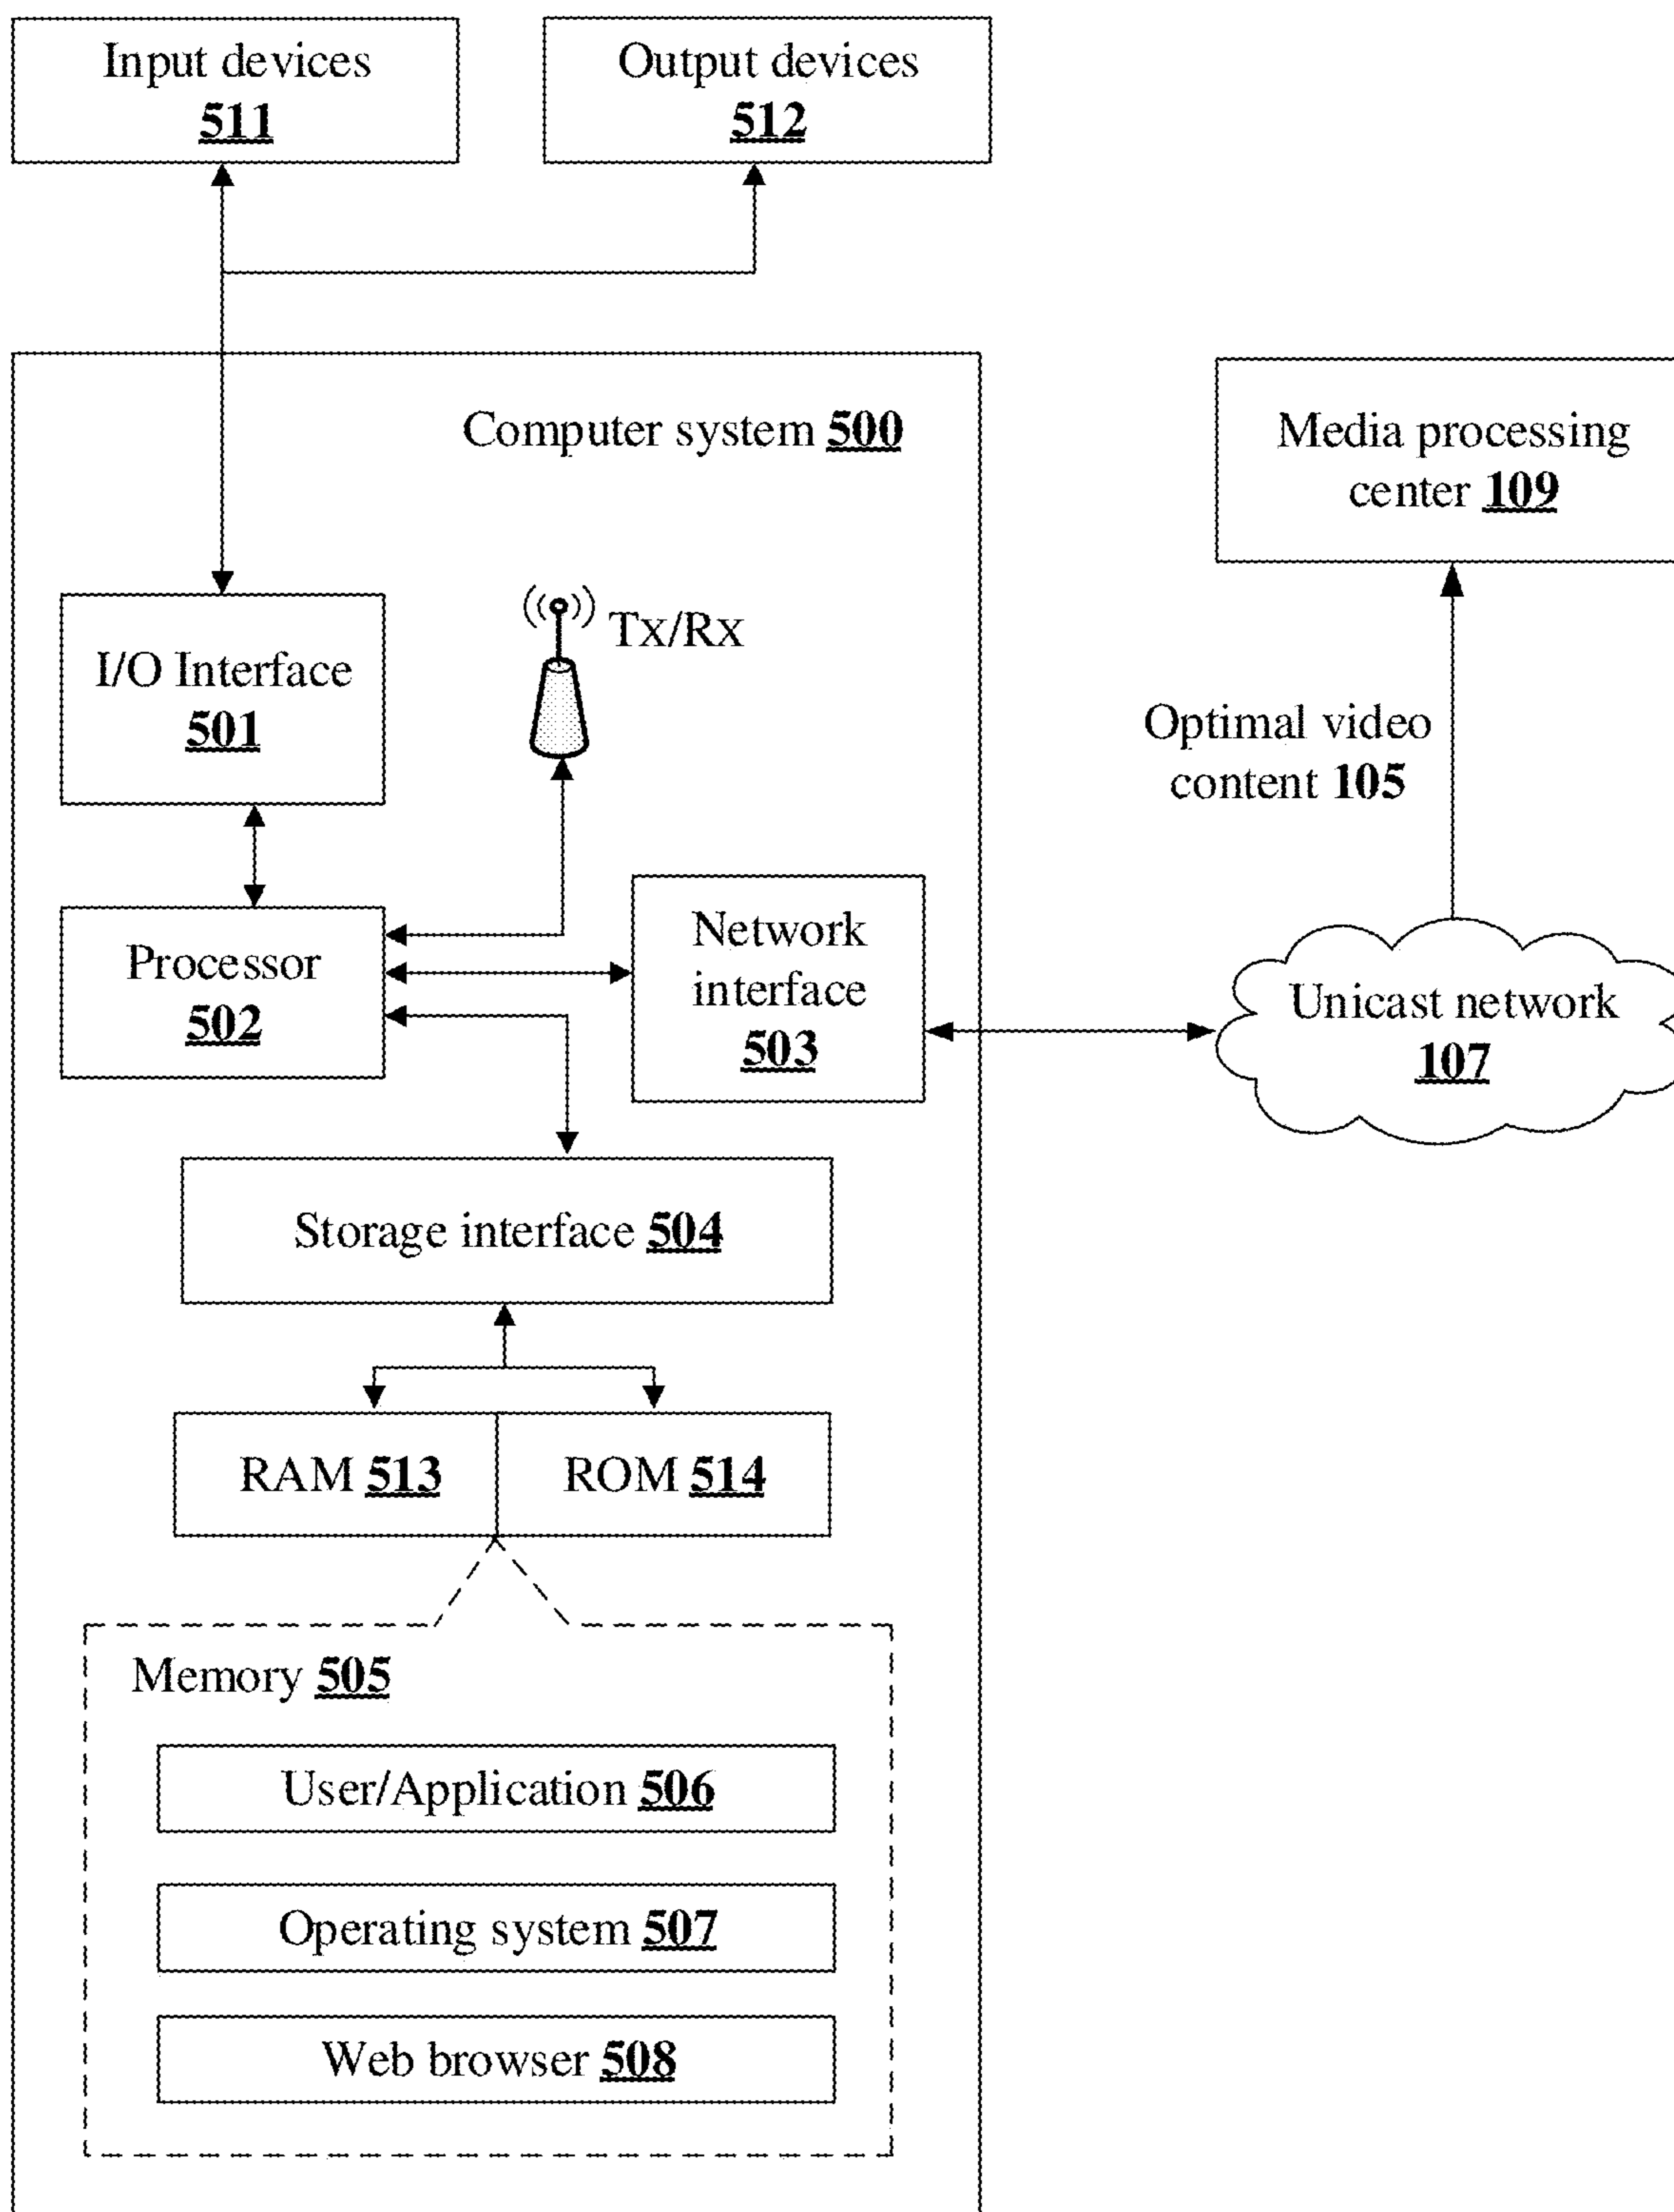 Input devices
511
Output devices
512
Computer system 500
Media processing
center 109
I/O Interface
501
Tx/Rx
Optimal video
content 105
Processor
502
Network
interface
503
Unicast network
107
Storage interface 504
RAM 513
ROM 514
Memory 505
User/Application 506
Operating system 507
Web browser 508